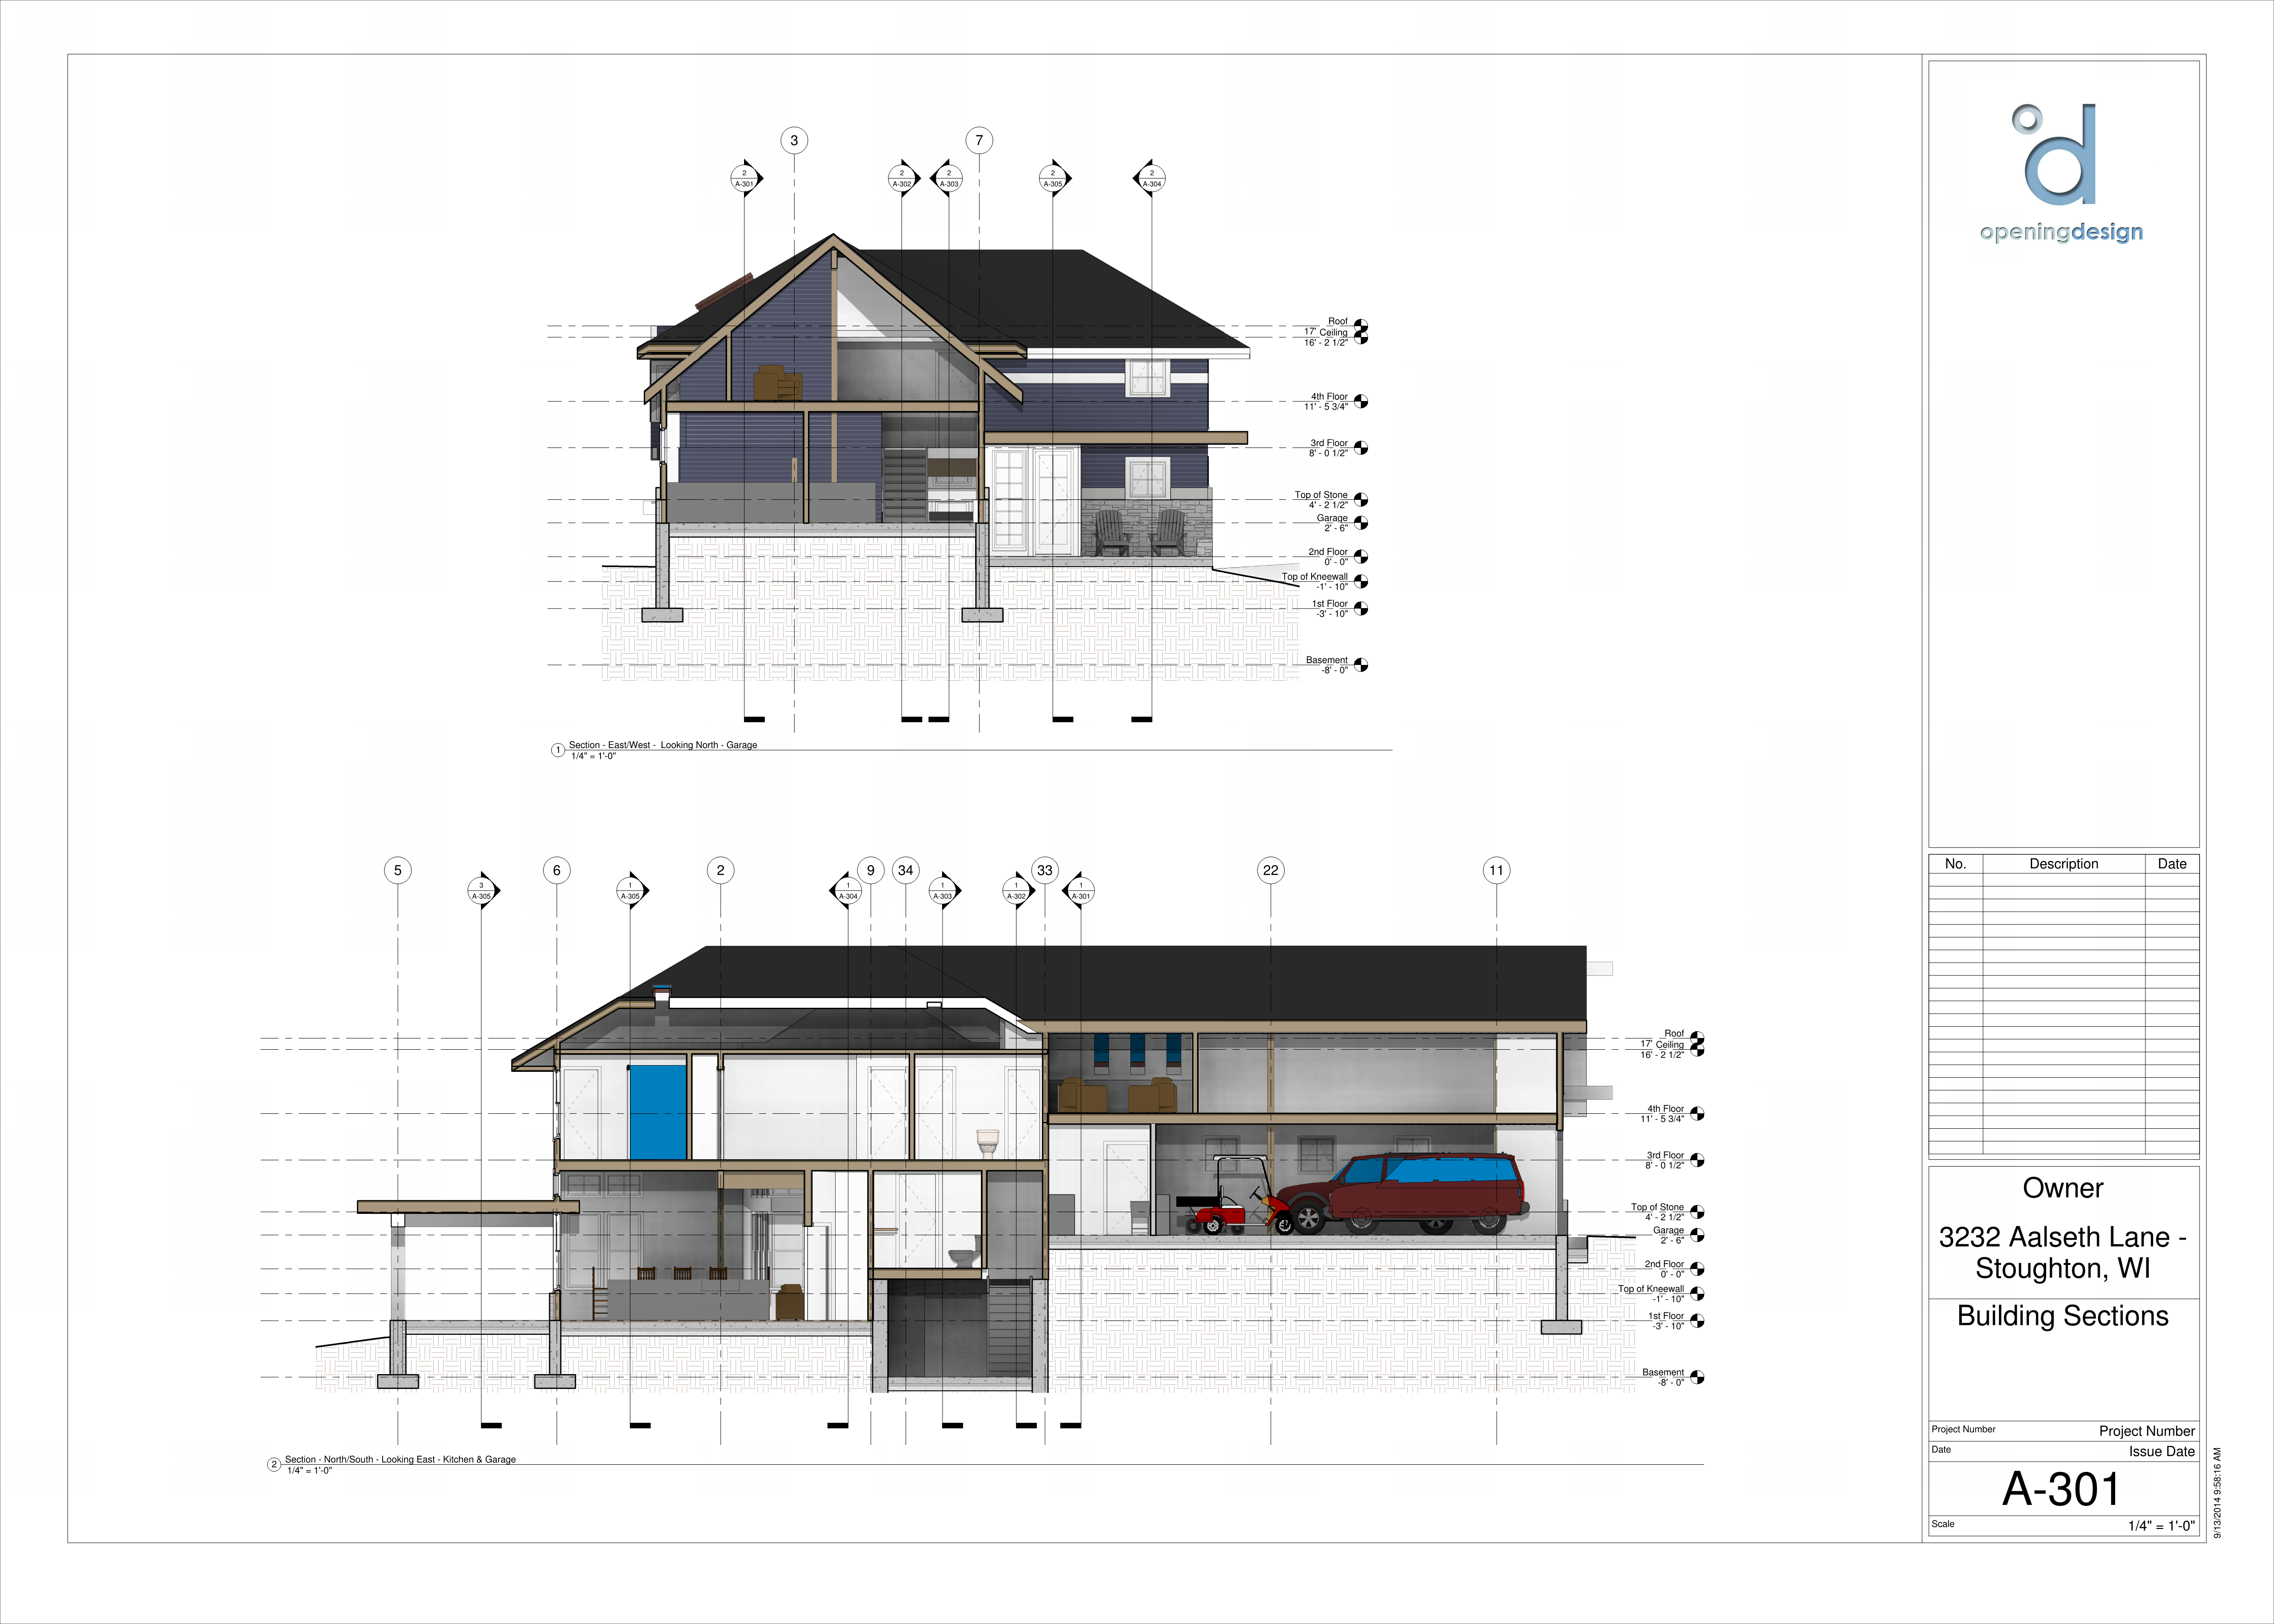 3
7
2
A-301
2
A-302
2
A-303
2
A-305
2
A-304
Roof
17' Ceiling
16' - 2 1/2"
4th Floor
11' - 5 3/4"
3rd Floor
8' - 0 1/2"
Top of Stone
4' - 2 1/2"
Garage
2' - 6"
2nd Floor
0' - 0"
Top of Kneewall
-1' - 10"
1st Floor
-3' - 10"
Basement
-8' - 0"
1
Section - East/West - Looking North - Garage
1/4" = 1'-0"
5
6
2
9
34
33
22
11
3
A-305
1
A-305
1
A-304
1
A-303
1
A-302
1
A-301
Roof
17' Ceiling
16' - 2 1/2"
4th Floor
11' - 5 3/4"
3rd Floor
8' - 0 1/2"
Top of Stone
4' - 2 1/2"
Garage
2' - 6"
2nd Floor
0' - 0"
Top of Kneewall
-1' - 10"
1st Floor
-3' - 10"
Basement
-8' - 0"
2
Section - North/South - Looking East - Kitchen & Garage
1/4" = 1'-0"
openingdesign
No. Description Date
Owner
3232 Aalseth Lane -
Stoughton, WI
Building Sections
Project Number Project Number
Date Issue Date
A-301
Scale 1/4" = 1'-0"
9/13/2014 9:58:16 AM